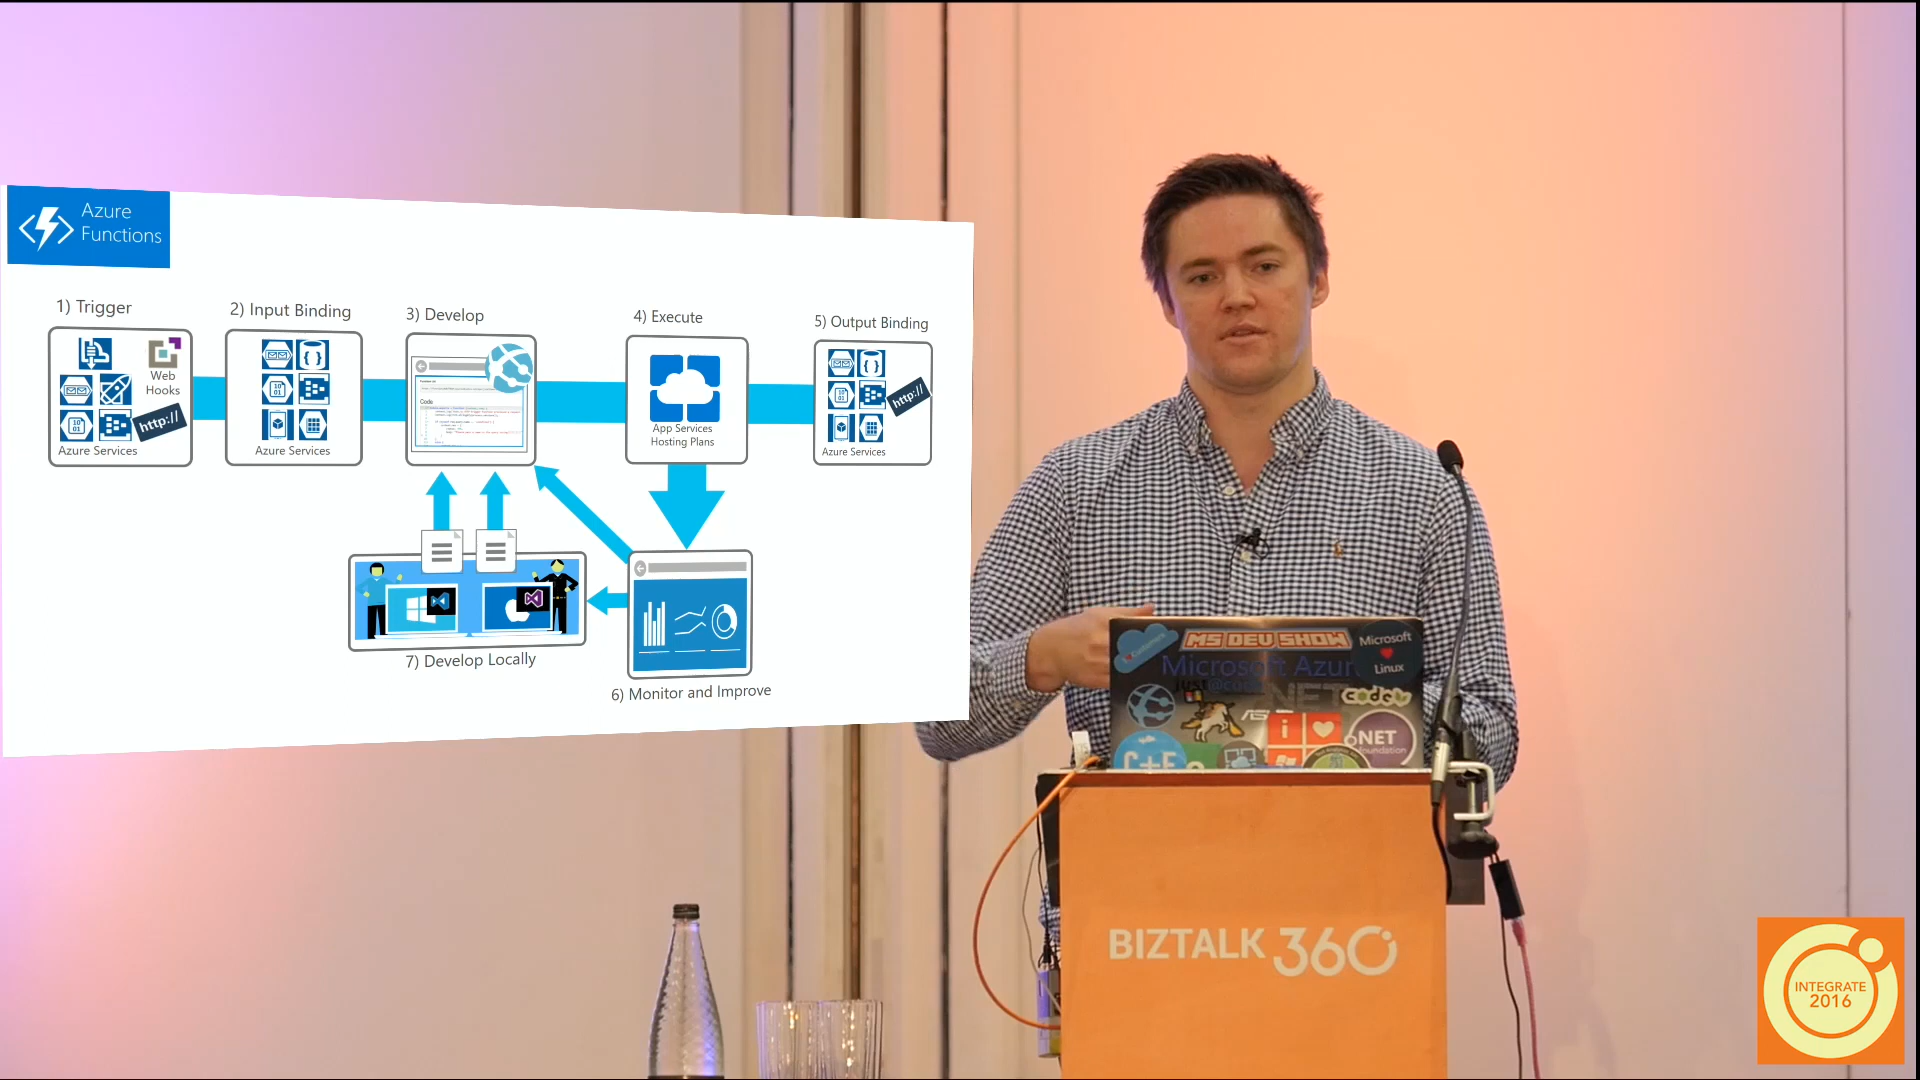 Azure
Functions
1) Trigger
2) Input Binding
3) Develop
4) Execute
5) Output Binding
Web
Hooks
http://
Azure Services
Azure Services
Code
App Services
Hosting Plans
http://
Azure Services
7) Develop Locally
6) Monitor and Improve
MS DEV SHOW
Microsoft
Linux
Microsoft Azur
.NET
foundation
C+E
BIZTALK 360
INTEGRATE
2016